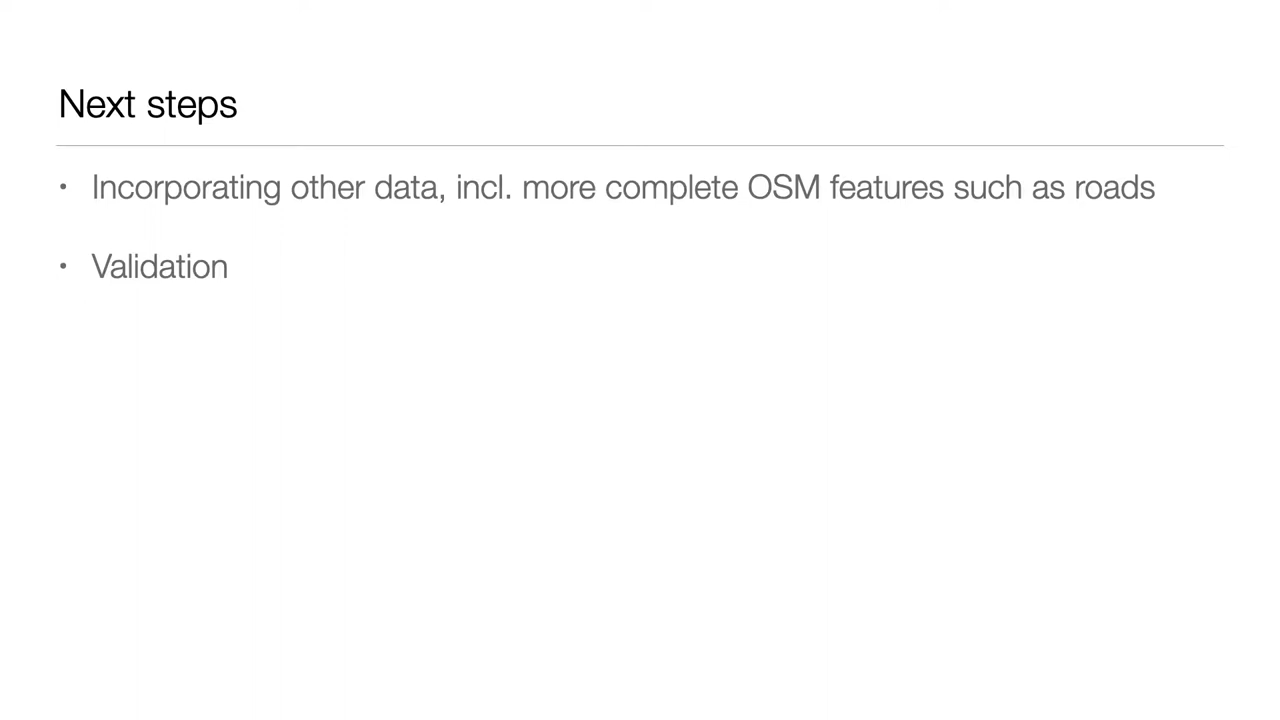 Next steps
• Incorporating other data, incl. more complete OSM features such as roads
• Validation